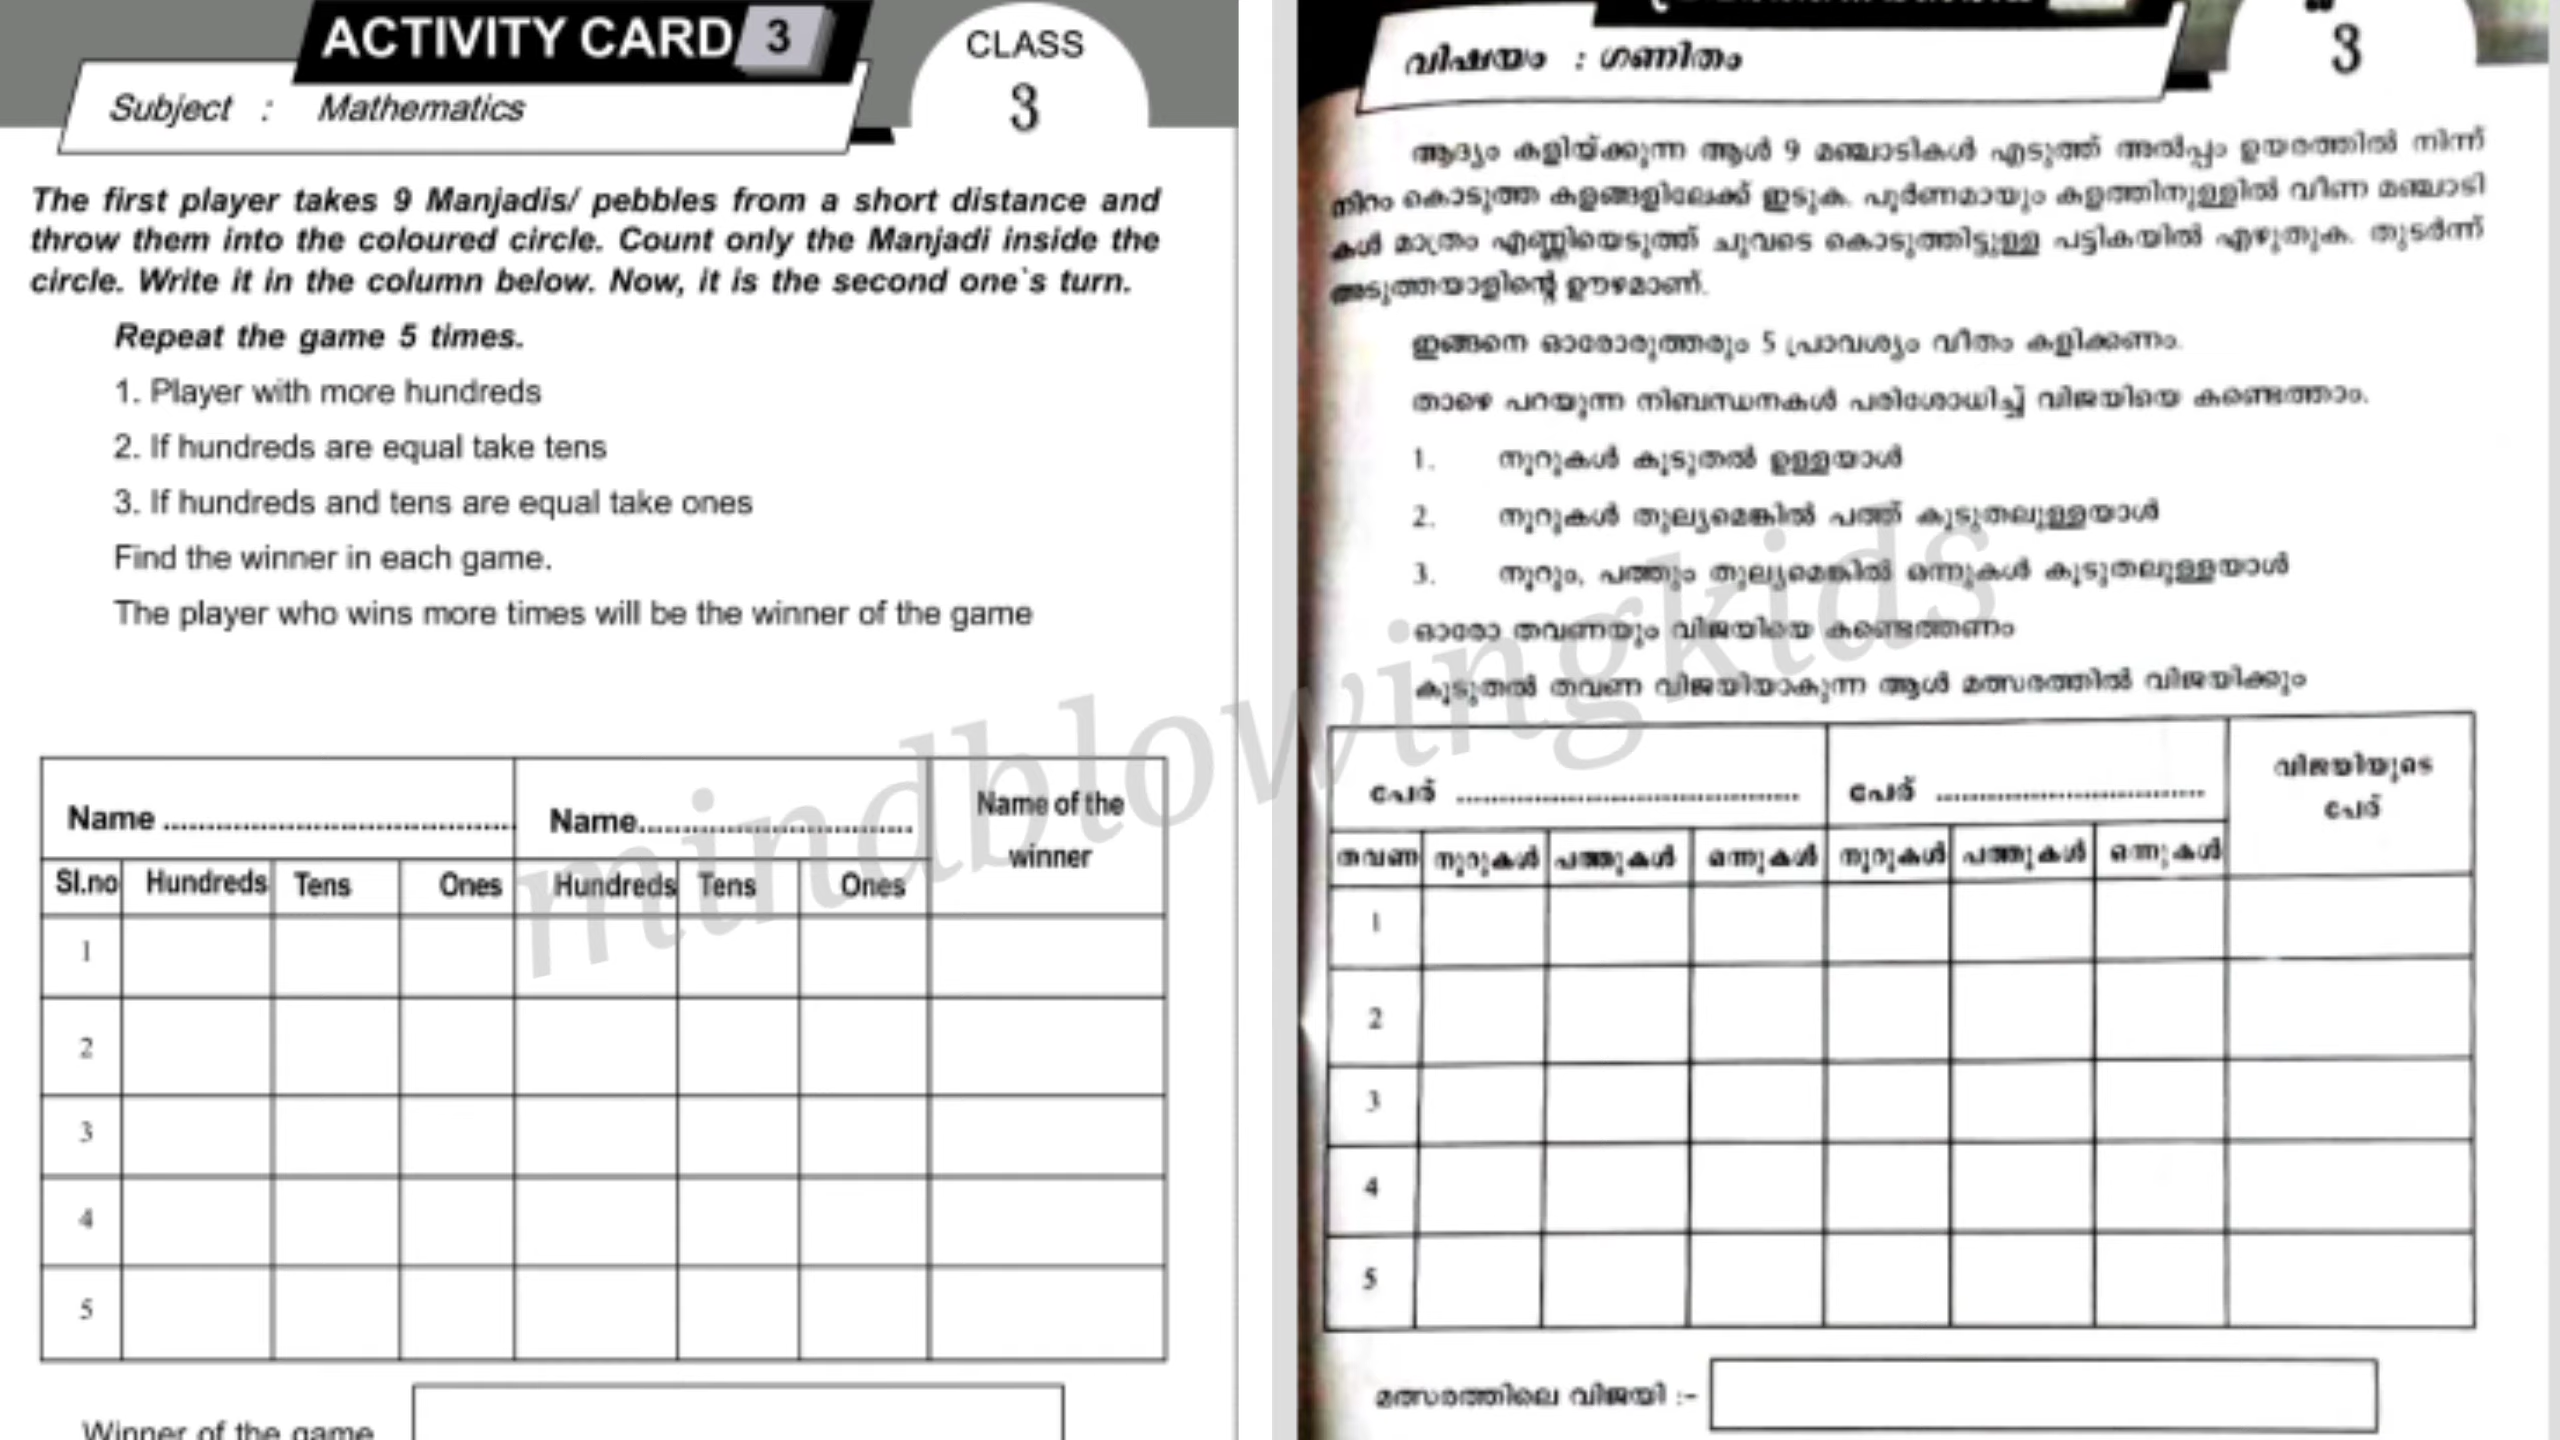 ACTIVITY CARD 3
CLASS
3
Subject : Mathematics
The first player takes 9 Manjadis/ pebbles from a short distance and
throw them into the coloured circle. Count only the Manjadi inside the
circle. Write it in the column below. Now, it is the second one`s turn.
Repeat the game 5 times.
1. Player with more hundreds
2. If hundreds are equal take tens
3. If hundreds and tens are equal take ones
Find the winner in each game.
The player who wins more times will be the winner of the game
Name ........................................ Name................................ Name of the
winner
Sl.no Hundreds Tens Ones Hundreds Tens Ones
1
2
3
4
5
Winner of the game
3
വിഷയം : ഗണിതം
ആദ്യം കളിയ്ക്കുന്ന ആൾ 9 മഞ്ചാടികൾ എടുത്ത് അൽപ്പം ഉയരത്തിൽ നിന്ന്
നിറം കൊടുത്ത കളങ്ങളിലേക്ക് ഇടുക. പൂർണമായും കളത്തിനുള്ളിൽ വീണ മഞ്ചാടി
കൾ മാത്രം എണ്ണിയെടുത്ത് ചുവടെ കൊടുത്തിട്ടുള്ള പട്ടികയിൽ എഴുതുക. തുടർന്ന്
അടുത്തയാളിന്റെ ഊഴമാണ്.
ഇങ്ങനെ ഓരോരുത്തരും 5 പ്രാവശ്യം വീതം കളിക്കണം.
താഴെ പറയുന്ന നിബന്ധനകൾ പരിശോധിച്ച് വിജയിയെ കണ്ടെത്താം.
1. നൂറുകൾ കൂടുതൽ ഉള്ളയാൾ
2. നൂറുകൾ തുല്യമെങ്കിൽ പത്ത് കൂടുതലുള്ളയാൾ
3. നൂറും, പത്തും തുല്യമെങ്കിൽ ഒന്നുകൾ കൂടുതലുള്ളയാൾ
ഓരോ തവണയും വിജയിയെ കണ്ടെത്തണം
കൂടുതൽ തവണ വിജയിയാകുന്ന ആൾ മത്സരത്തിൽ വിജയിക്കും
പേര് ........................................ പേര് ................................ വിജയിയുടെ
പേര്
തവണ നൂറുകൾ പത്തുകൾ ഒന്നുകൾ നൂറുകൾ പത്തുകൾ ഒന്നുകൾ
1
2
3
4
5
മത്സരത്തിലെ വിജയി :-
mindblowingkids